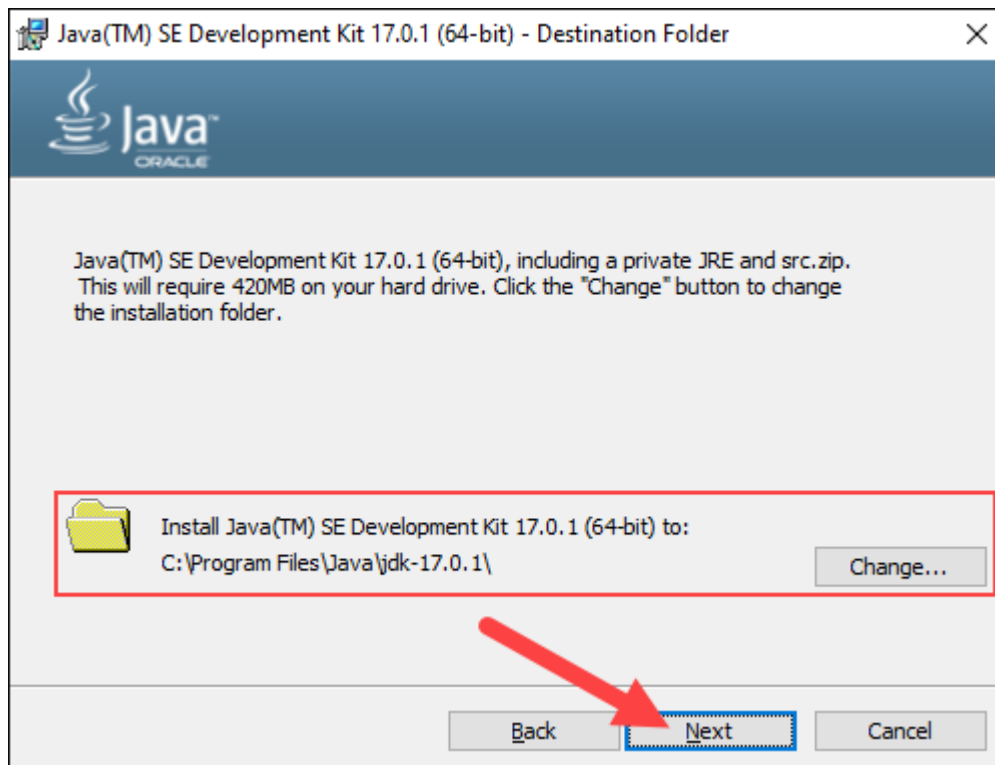 Java(TM) SE Development Kit 17.0.1 (64-bit) - Destination Folder
Java™
ORACLE
Java(TM) SE Development Kit 17.0.1 (64-bit), including a private JRE and src.zip.
This will require 420MB on your hard drive. Click the "Change" button to change
the installation folder.
Install Java(TM) SE Development Kit 17.0.1 (64-bit) to:
C:\Program Files\Java\jdk-17.0.1\
Change...
Back
Next
Cancel